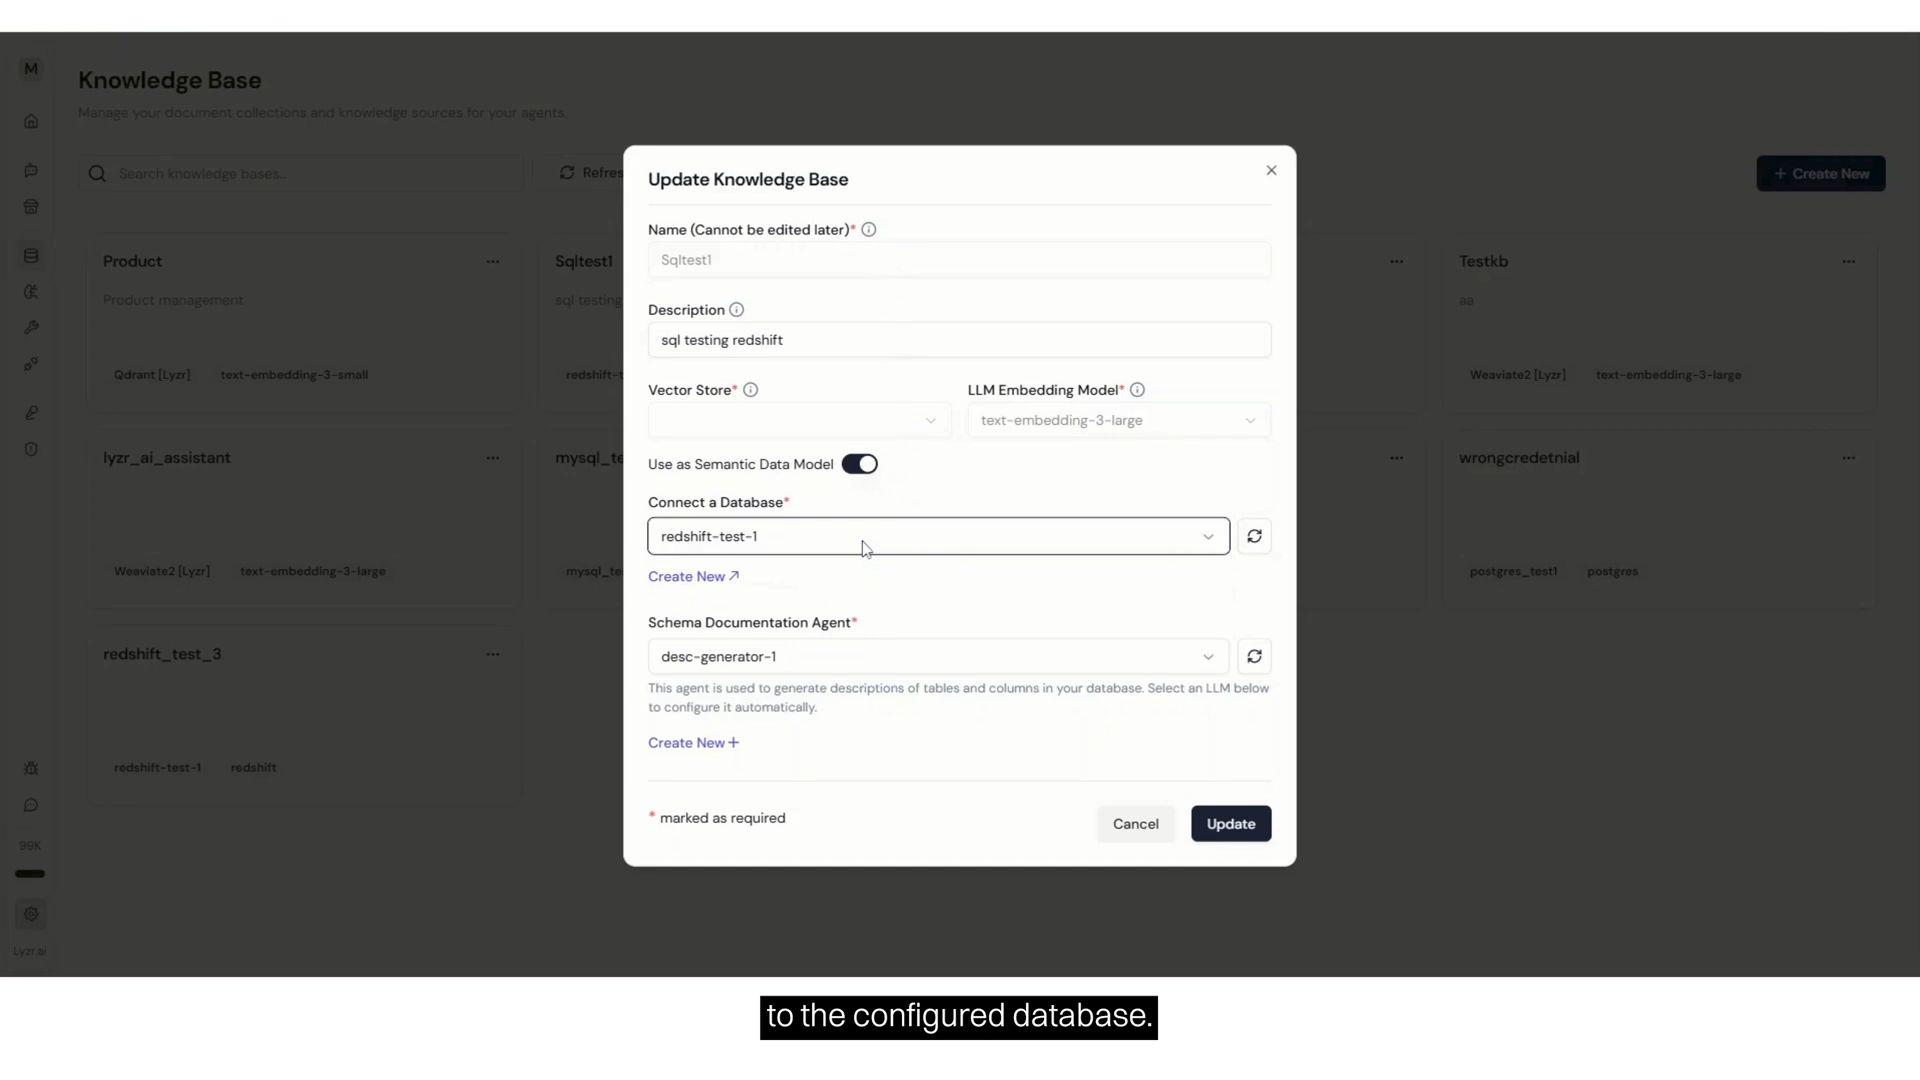 M
Knowledge Base
Manage your document collections and knowledge sources for your agents.
Search knowledge bases...
Refres
+ Create New
Product
Product management
Qdrant [Lyzr] text-embedding-3-small
Sqltest1
sql testing
redshift-t
Testkb
aa
Weaviate2 [Lyzr] text-embedding-3-large
lyzr_ai_assistant
Weaviate2 [Lyzr] text-embedding-3-large
mysql_te
mysql_te
wrongcredetnial
postgres_test1 postgres
redshift_test_3
redshift-test-1 redshift
99K
Lyzr.ai
Update Knowledge Base
Name (Cannot be edited later)*
Sqltest1
Description
sql testing redshift
Vector Store*
LLM Embedding Model*
text-embedding-3-large
Use as Semantic Data Model
Connect a Database*
redshift-test-1
Create New
Schema Documentation Agent*
desc-generator-1
This agent is used to generate descriptions of tables and columns in your database. Select an LLM below
to configure it automatically.
Create New +
* marked as required
Cancel
Update
to the configured database.